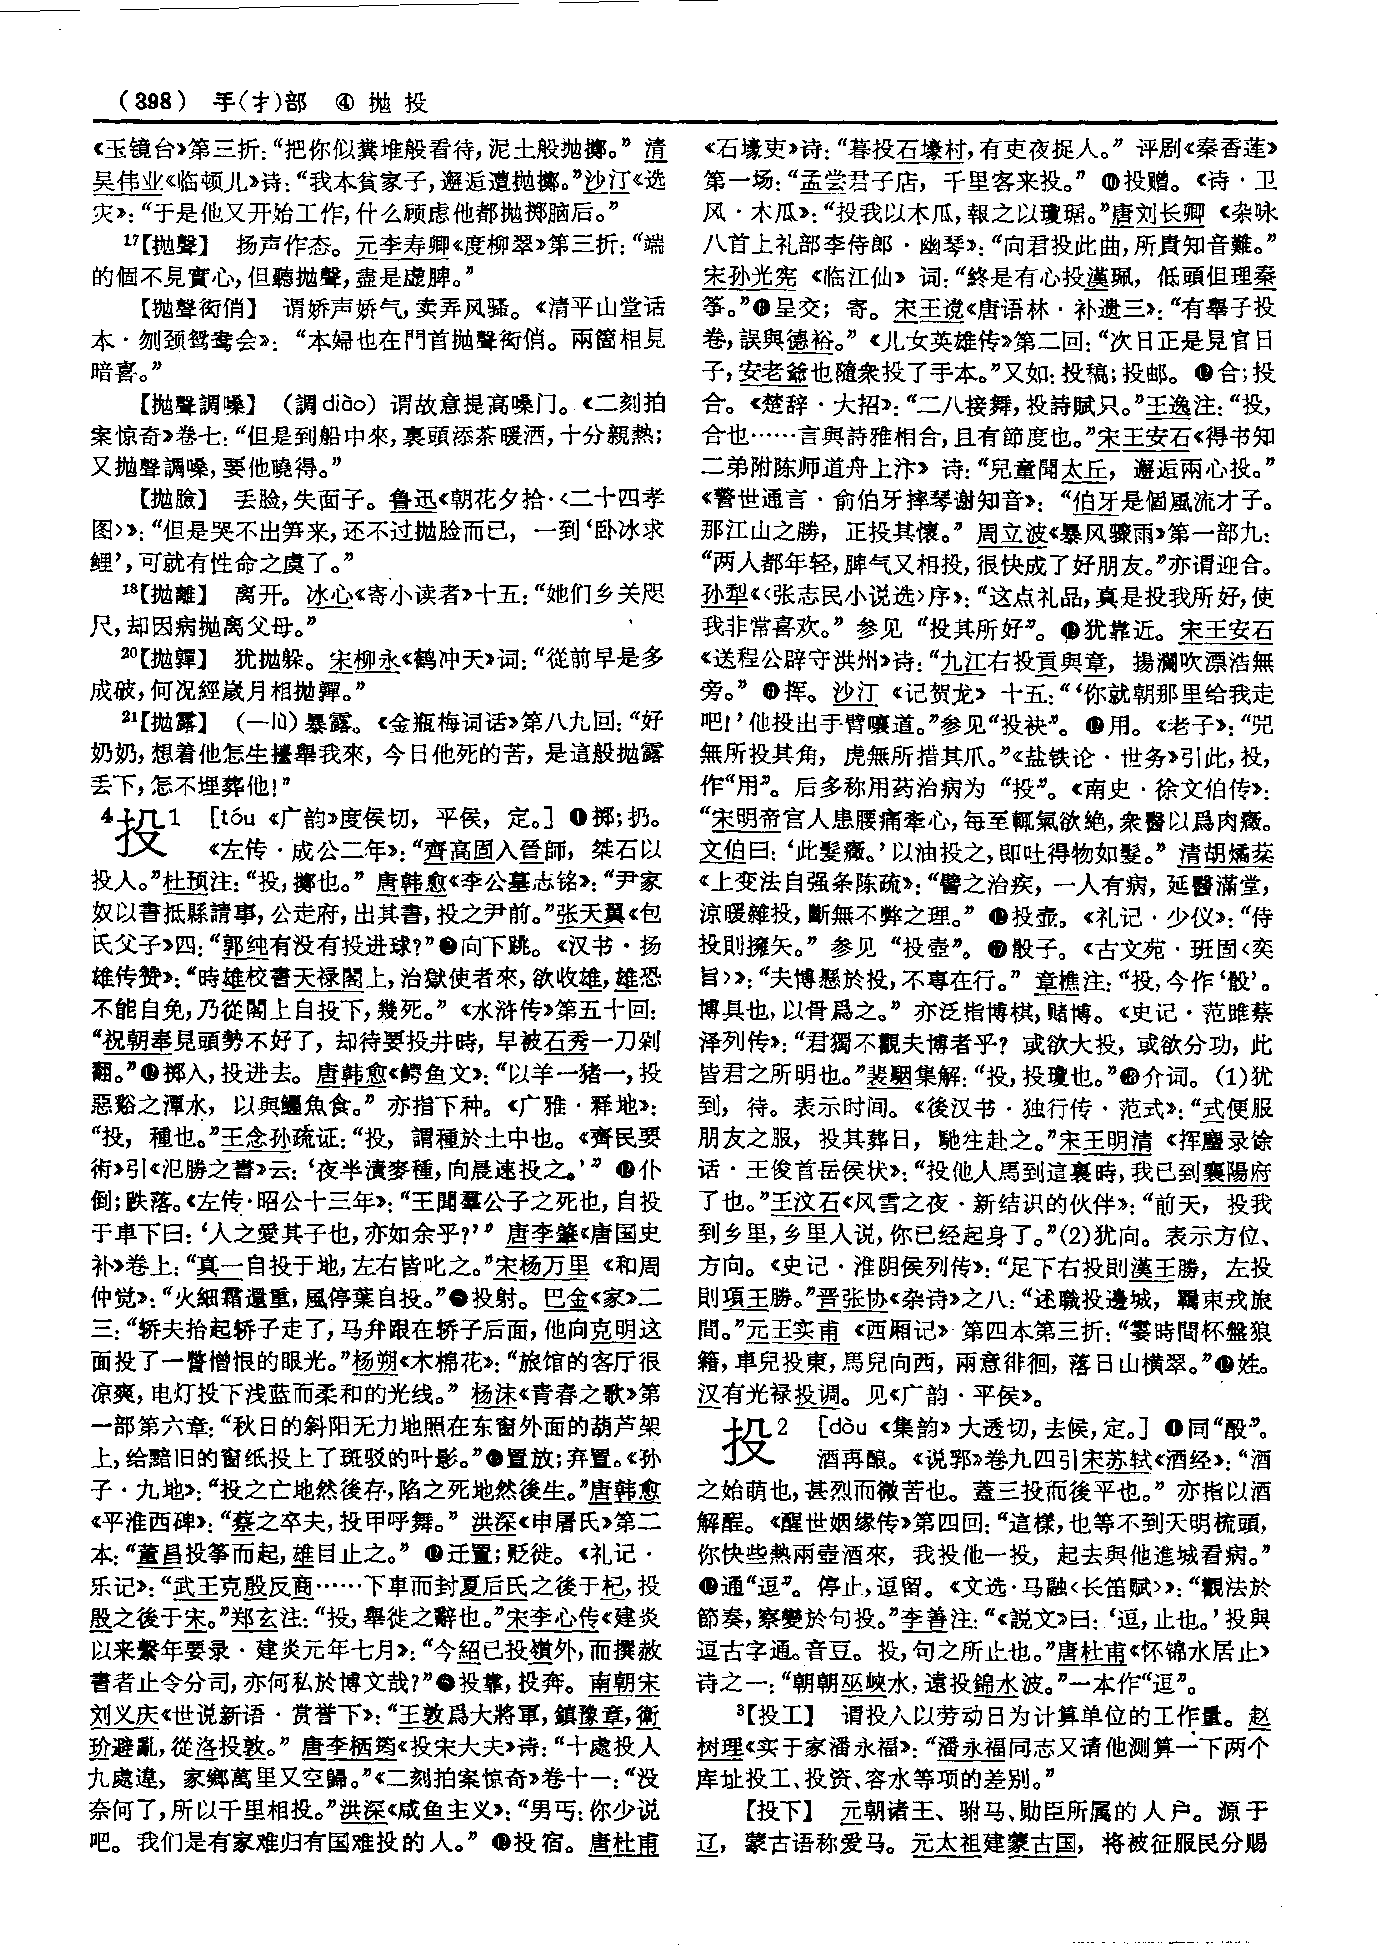 (398) 手(扌)部 ④ 抛 投
《玉镜台》第三折:“把你似糞堆般看待,泥土般抛擲。” 清
吴伟业《临顿儿》诗:“我本貧家子,邂逅遭抛擲。”沙汀《选
灾》:“于是他又开始工作,什么顾虑他都抛掷脑后。”
17【抛聲】 扬声作态。元李寿卿《度柳翠》第三折:“端
的個不見實心,但聽抛聲,盡是虛脾。”
【抛聲衒俏】 谓娇声娇气,卖弄风骚。《清平山堂话
本·刎颈鸳鸯会》:“本婦也在門首抛聲衒俏。兩箇相見
暗喜。”
【抛聲調嗓】 (調diào) 谓故意提高嗓门。《二刻拍
案惊奇》卷七:“但是到船中來,裏頭添茶暖酒,十分親熱;
又抛聲調嗓,要他曉得。”
【抛臉】 丢脸,失面子。鲁迅《朝花夕拾·〈二十四孝
图〉》:“但是哭不出笋来,还不过抛脸而已, 一到‘卧冰求
鲤’,可就有性命之虞了。”
18【抛離】 离开。冰心《寄小读者》十五:“她们乡关咫
尺,却因病抛离父母。”
20【抛嚲】 犹抛躲。宋柳永《鹤冲天》词:“從前早是多
成破,何况經歲月相抛嚲。”
21【抛露】 (—lù) 暴露。《金瓶梅词话》第八九回:“好
奶奶,想着他怎生擡舉我來,今日他死的苦,是這般抛露
丢下,怎不埋葬他!”
4投1 [tóu 《广韵》度侯切,平侯,定。] ❶掷;扔。
《左传·成公二年》:“齊高固入晉師,桀石以
投人。”杜预注:“投,擲也。” 唐韩愈《李公墓志铭》:“尹家
奴以書抵縣請事,公走府,出其書,投之尹前。”张天翼《包
氏父子》四:“郭纯有没有投进球?”❷向下跳。《汉书·扬
雄传赞》:“時雄校書天禄閣上,治獄使者來,欲收雄,雄恐
不能自免,乃從閣上自投下,幾死。” 《水浒传》第五十回:
“祝朝奉見頭勢不好了,却待要投井時,早被石秀一刀剁
翻。”❸掷入,投进去。唐韩愈《鳄鱼文》:“以羊一猪一,投
惡谿之潭水,以與鱷魚食。” 亦指下种。《广雅·释地》:
“投,種也。”王念孙疏证:“投,謂種於土中也。《齊民要
術》引《氾勝之書》云:‘夜半漬麥種,向晨速投之。’” ❹仆
倒;跌落。《左传·昭公十三年》:“王聞羣公子之死也,自投
于車下曰:‘人之愛其子也,亦如余乎?’” 唐李肇《唐国史
补》卷上:“真一自投于地,左右皆叱之。”宋杨万里《和周
仲觉》:“火細霜還重,風停葉自投。”❺投射。巴金《家》二
三:“轿夫抬起轿子走了,马弁跟在轿子后面,他向克明这
面投了一瞥憎恨的眼光。”杨朔《木棉花》:“旅馆的客厅很
凉爽,电灯投下浅蓝而柔和的光线。” 杨沫《青春之歌》第
一部第六章:“秋日的斜阳无力地照在东窗外面的葫芦架
上,给黯旧的窗纸投上了斑驳的叶影。”❻置放;弃置。《孙
子·九地》:“投之亡地然後存,陷之死地然後生。”唐韩愈
《平淮西碑》:“蔡之卒夫,投甲呼舞。” 洪深《申屠氏》第二
本:“董昌投筝而起,雄目止之。” ❼迁置;贬徙。《礼记·
乐记》:“武王克殷反商……下車而封夏后氏之後于杞,投
殷之後于宋。”郑玄注:“投,舉徙之辭也。”宋李心传《建炎
以来繫年要录·建炎元年七月》:“今紹已投嶺外,而撰赦
書者止令分司,亦何私於博文哉?”❽投靠,投奔。南朝宋
刘义庆《世说新语·赏誉下》:“王敦爲大將軍,鎮豫章,衛
玠避亂,從洛投敦。” 唐李栖筠《投宋大夫》诗:“十處投人
九處違,家鄉萬里又空歸。”《二刻拍案惊奇》卷十一:“没
奈何了,所以千里相投。”洪深《咸鱼主义》:“男丐:你少说
吧。我们是有家难归有国难投的人。” ❾投宿。唐杜甫
《石壕吏》诗:“暮投石壕村,有吏夜捉人。” 评剧《秦香莲》
第一场:“孟尝君子店,千里客来投。” ❿投赠。《诗·卫
风·木瓜》:“投我以木瓜,報之以瓊琚。”唐刘长卿《杂咏
八首上礼部李侍郎·幽琴》:“向君投此曲,所貴知音難。”
宋孙光宪《临江仙》词:“終是有心投漢珮,低頭但理秦
筝。”⓫呈交;寄。宋王谠《唐语林·补遗三》:“有舉子投
卷,誤與德裕。” 《儿女英雄传》第二回:“次日正是見官日
子,安老爺也隨衆投了手本。”又如:投稿;投邮。⓬合;投
合。《楚辞·大招》:“二八接舞,投詩賦只。”王逸注:“投,
合也……言與詩雅相合,且有節度也。”宋王安石《得书知
二弟附陈师道舟上汴》诗:“兒童聞太丘,邂逅兩心投。”
《警世通言·俞伯牙摔琴谢知音》:“伯牙是個風流才子。
那江山之勝,正投其懷。” 周立波《暴风骤雨》第一部九:
“两人都年轻,脾气又相投,很快成了好朋友。”亦谓迎合。
孙犁《〈张志民小说选〉序》:“这点礼品,真是投我所好,使
我非常喜欢。” 参见“投其所好”。⓭犹靠近。宋王安石
《送程公辟守洪州》诗:“九江右投貢與章,揚瀾吹漂浩無
旁。” ⓮挥。沙汀《记贺龙》十五:“‘你就朝那里给我走
吧!’他投出手臂嚷道。”参见“投袂”。⓯用。《老子》:“兕
無所投其角,虎無所措其爪。”《盐铁论·世务》引此,投,
作“用”。后多称用药治病为“投”。《南史·徐文伯传》:
“宋明帝宫人患腰痛牽心,每至輒氣欲絶,衆醫以爲肉癥。
文伯曰:‘此髮癥。’以油投之,即吐得物如髮。” 清胡燏棻
《上变法自强条陈疏》:“譬之治疾,一人有病,延醫滿堂,
涼暖雜投,斷無不弊之理。” ⓰投壶。《礼记·少仪》:“侍
投則擁矢。” 参见“投壺”。⓱骰子。《古文苑·班固〈奕
旨〉》:“夫博懸於投,不專在行。” 章樵注:“投,今作‘骰’。
博具也,以骨爲之。” 亦泛指博棋,赌博。《史记·范雎蔡
泽列传》:“君獨不觀夫博者乎?或欲大投,或欲分功,此
皆君之所明也。”裴駰集解:“投,投瓊也。”⓲介词。(1)犹
到,待。表示时间。《後汉书·独行传·范式》:“式便服
朋友之服,投其葬日,馳往赴之。”宋王明清《挥麈录馀
话·王俊首岳侯状》:“投他人馬到這裏時,我已到襄陽府
了也。”王汶石《风雪之夜·新结识的伙伴》:“前天,投我
到乡里,乡里人说,你已经起身了。”(2)犹向。表示方位、
方向。《史记·淮阴侯列传》:“足下右投則漢王勝,左投
則項王勝。”晋张协《杂诗》之八:“述職投邊城,羈束戎旅
間。”元王实甫《西厢记》第四本第三折:“霎時間杯盤狼
籍,車兒投東,馬兒向西,兩意徘徊,落日山横翠。”⓳姓。
汉有光禄投调。见《广韵·平侯》。
投2 [dòu 《集韵》大透切,去候,定。] ❶同“酘”。
酒再酿。《说郛》卷九四引宋苏轼《酒经》:“酒
之始萌也,甚烈而微苦也。蓋三投而後平也。” 亦指以酒
解酲。《醒世姻缘传》第四回:“這樣,也等不到天明梳頭,
你快些熱兩壺酒來,我投他一投,起去與他進城看病。”
❷通“逗”。停止,逗留。《文选·马融〈长笛赋〉》:“觀法於
節奏,察變於句投。”李善注:“《説文》曰:‘逗,止也。’投與
逗古字通。音豆。投,句之所止也。”唐杜甫《怀锦水居止》
诗之一:“朝朝巫峽水,遠投錦水波。”一本作“逗”。
3【投工】 谓投入以劳动日为计算单位的工作量。赵
树理《实干家潘永福》:“潘永福同志又请他测算一下两个
库址投工、投资、容水等项的差别。”
【投下】 元朝诸王、驸马、勋臣所属的人户。源于
辽,蒙古语称爱马。元太祖建蒙古国,将被征服民分赐